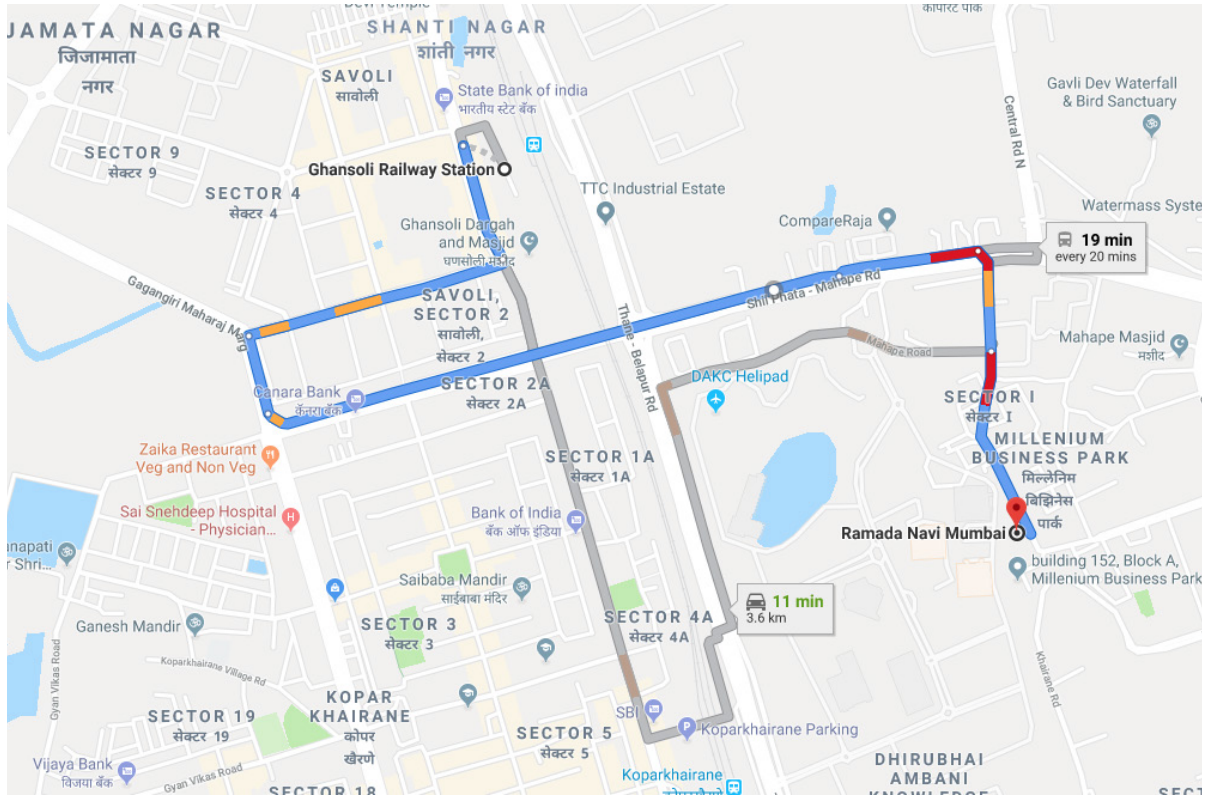 JAMATA NAGAR
जिजामाता
नगर
SHANTI NAGAR
शांती नगर
कॉर्पोरेट पार्क
SAVOLI
सावोली
State Bank of india
भारतीय स्टेट बँक
Gavli Dev Waterfall
& Bird Sanctuary
Central Rd N
SECTOR 9
सेक्टर 9
Ghansoli Railway Station
SECTOR 4
सेक्टर 4
TTC Industrial Estate
CompareRaja
Watermass Syste
Ghansoli Dargah
and Masjid
घणसोली मस्जीद
19 min
every 20 mins
Gagangiri Maharaj Marg
SAVOLI,
SECTOR 2
सावोली,
सेक्टर 2
Shil Phata - Mahape Rd
Thane - Belapur Rd
Mahape Road
Mahape Masjid
मशीद
Canara Bank
कॅनरा बँक
SECTOR 2A
सेक्टर 2A
DAKC Helipad
SECTOR I
सेक्टर I
Zaika Restaurant
Veg and Non Veg
SECTOR 1A
सेक्टर 1A
MILLENIUM
BUSINESS PARK
मिल्लेनिम
बिझिनेस
पार्क
Sai Snehdeep Hospital
- Physician...
Bank of India
बँक ऑफ इंडिया
Ramada Navi Mumbai
nnapati
r Shri...
building 152, Block A,
Millenium Business Park
Saibaba Mandir
साईबाबा मंदिर
11 min
3.6 km
Ganesh Mandir
SECTOR 3
सेक्टर 3
SECTOR 4A
सेक्टर 4A
Koparkhairane Village Rd
Gyan Vikas Road
Khairane Rd
KOPAR
KHAIRANE
कोपर
खैरणे
SECTOR 19
सेक्टर 19
SBI
SECTOR 5
सेक्टर 5
Koparkhairane Parking
Vijaya Bank
विजया बँक
Gyan Vikas Road
SECTOR 18
Koparkhairane
DHIRUBHAI
AMBANI
KNOWLEDGE
SECT